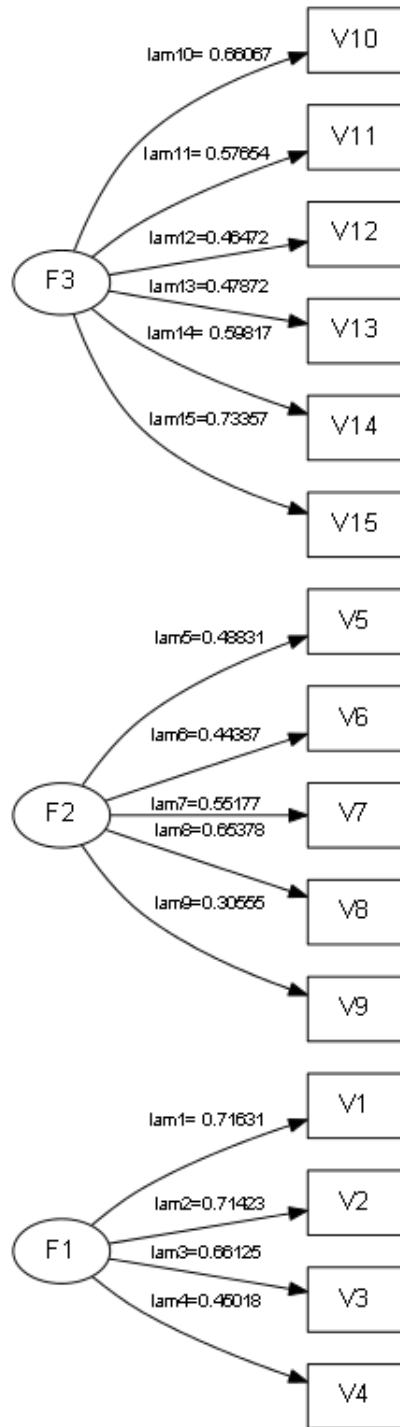 V10
lam10= 0.66067
V11
lam11= 0.57654
V12
lam12=0.46472
F3
lam13=0.47872
V13
lam14= 0.59817
V14
lam15=0.73357
V15
V5
lam5=0.48831
V6
lam6=0.44387
F2
lam7=0.55177
V7
lam8=0.65378
V8
lam9=0.30555
V9
V1
lam1= 0.71631
V2
lam2=0.71423
F1
lam3=0.66125
V3
lam4=0.45018
V4